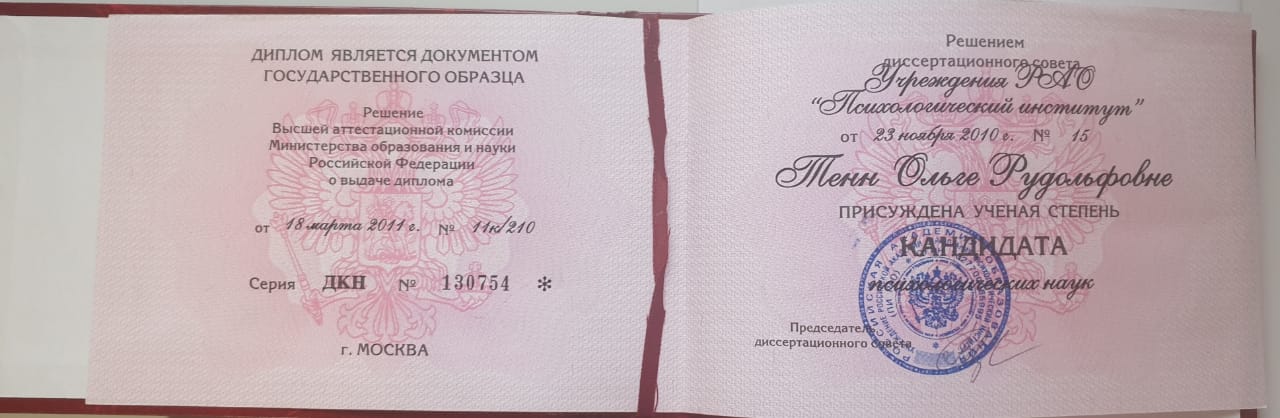 ДИПЛОМ ЯВЛЯЕТСЯ ДОКУМЕНТОМ
ГОСУДАРСТВЕННОГО ОБРАЗЦА
Решение
Высшей аттестационной комиссии
Министерства образования и науки
Российской Федерации
о выдаче диплома
от 18 марта 2011 г. № 11к/210
Серия ДКН № 130754 *
г. МОСКВА
Решением
диссертационного совета
Учреждения РАО
"Психологический институт"
от 23 ноября 2010 г. № 15
Тенн Ольге Рудольфовне
ПРИСУЖДЕНА УЧЕНАЯ СТЕПЕНЬ
КАНДИДАТА
психологических наук
Председатель
диссертационного совета